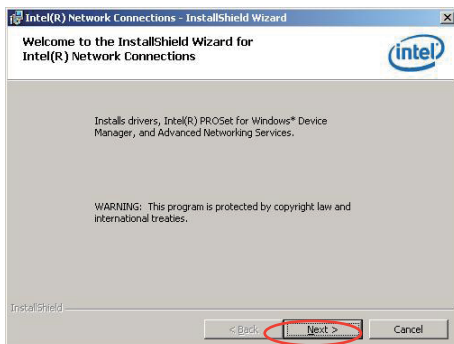 Intel(R) Network Connections - InstallShield Wizard
Welcome to the InstallShield Wizard for
Intel(R) Network Connections
intel
Installs drivers, Intel(R) PROSet for Windows* Device
Manager, and Advanced Networking Services.
WARNING: This program is protected by copyright law and
international treaties.
InstallShield
< Back
Next >
Cancel